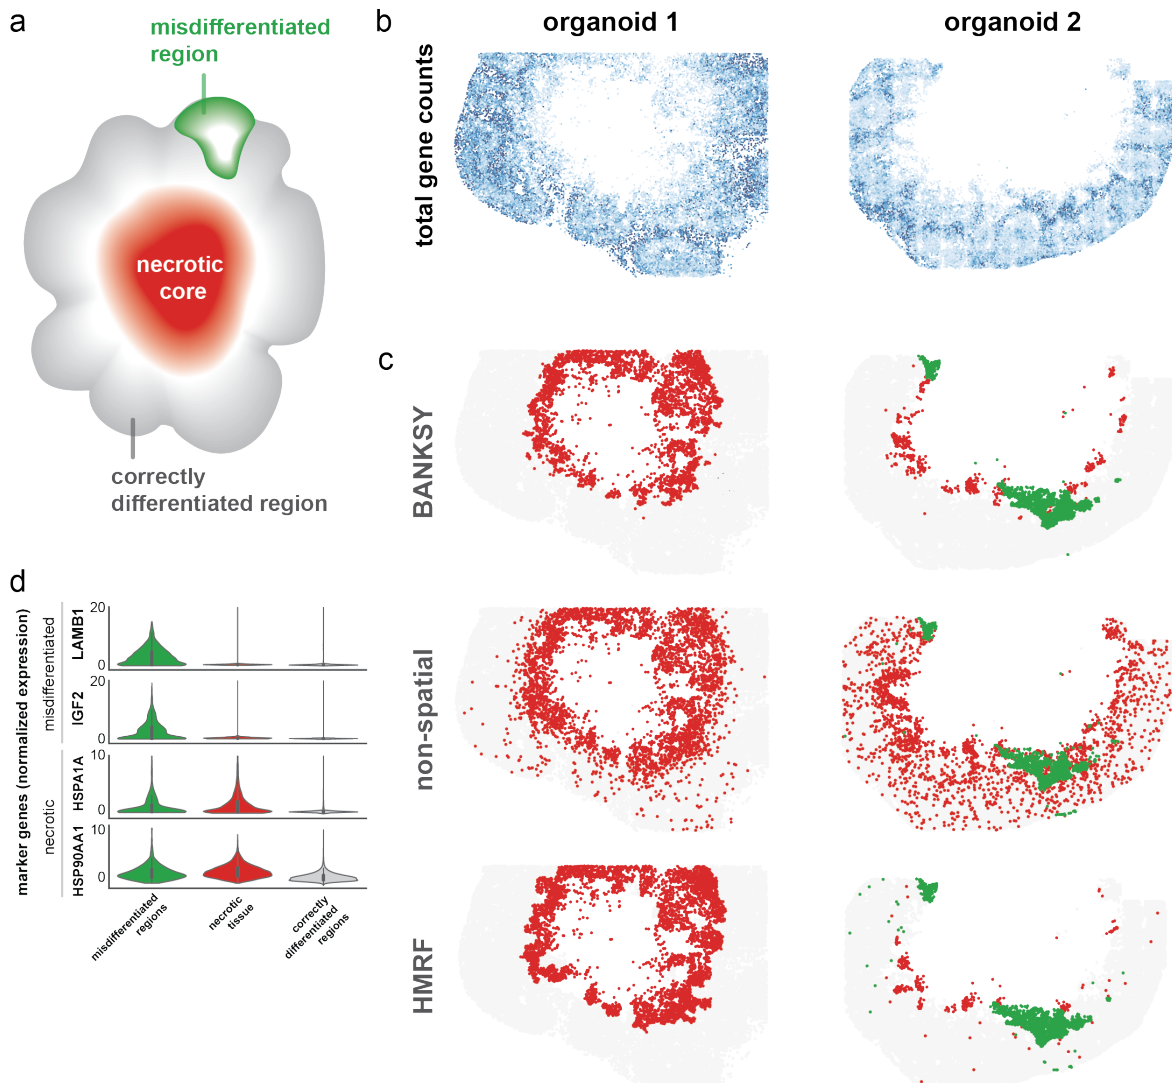 a
misdifferentiated
region
necrotic
core
correctly
differentiated region
b
organoid 1
organoid 2
total gene counts
c
BANKSY
non-spatial
HMRF
d
marker genes (normalized expression)
misdifferentiated
necrotic
LAMB1
20
0
IGF2
20
0
HSPA1A
10
0
HSP90AA1
10
0
misdifferentiated
regions
necrotic
tissue
correctly
differentiated
regions